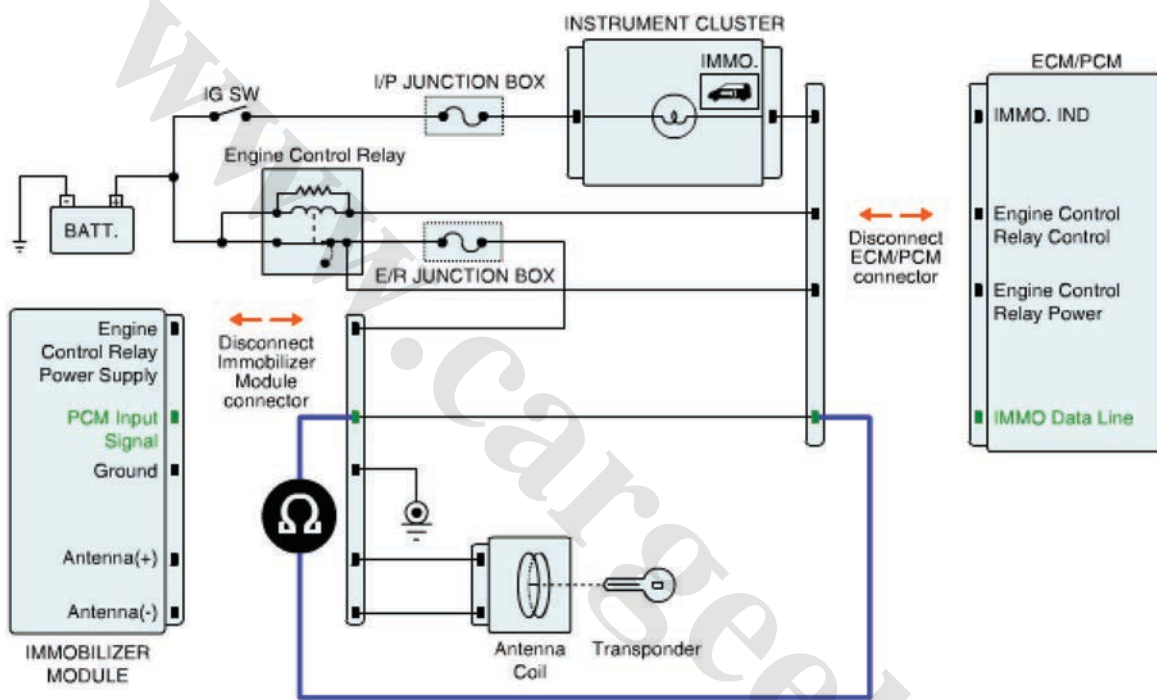 INSTRUMENT CLUSTER
IMMO.
ECM/PCM
I/P JUNCTION BOX
IG SW
IMMO. IND
Engine Control Relay
BATT.
-
+
Engine Control
Relay Control
Disconnect
ECM/PCM
connector
E/R JUNCTION BOX
Engine Control
Relay Power
Engine
Control Relay
Power Supply
Disconnect
Immobilizer
Module
connector
PCM Input
Signal
IMMO Data Line
Ground
Ω
Antenna(+)
Antenna(-)
IMMOBILIZER
MODULE
Antenna
Coil
Transponder
www.cargeek